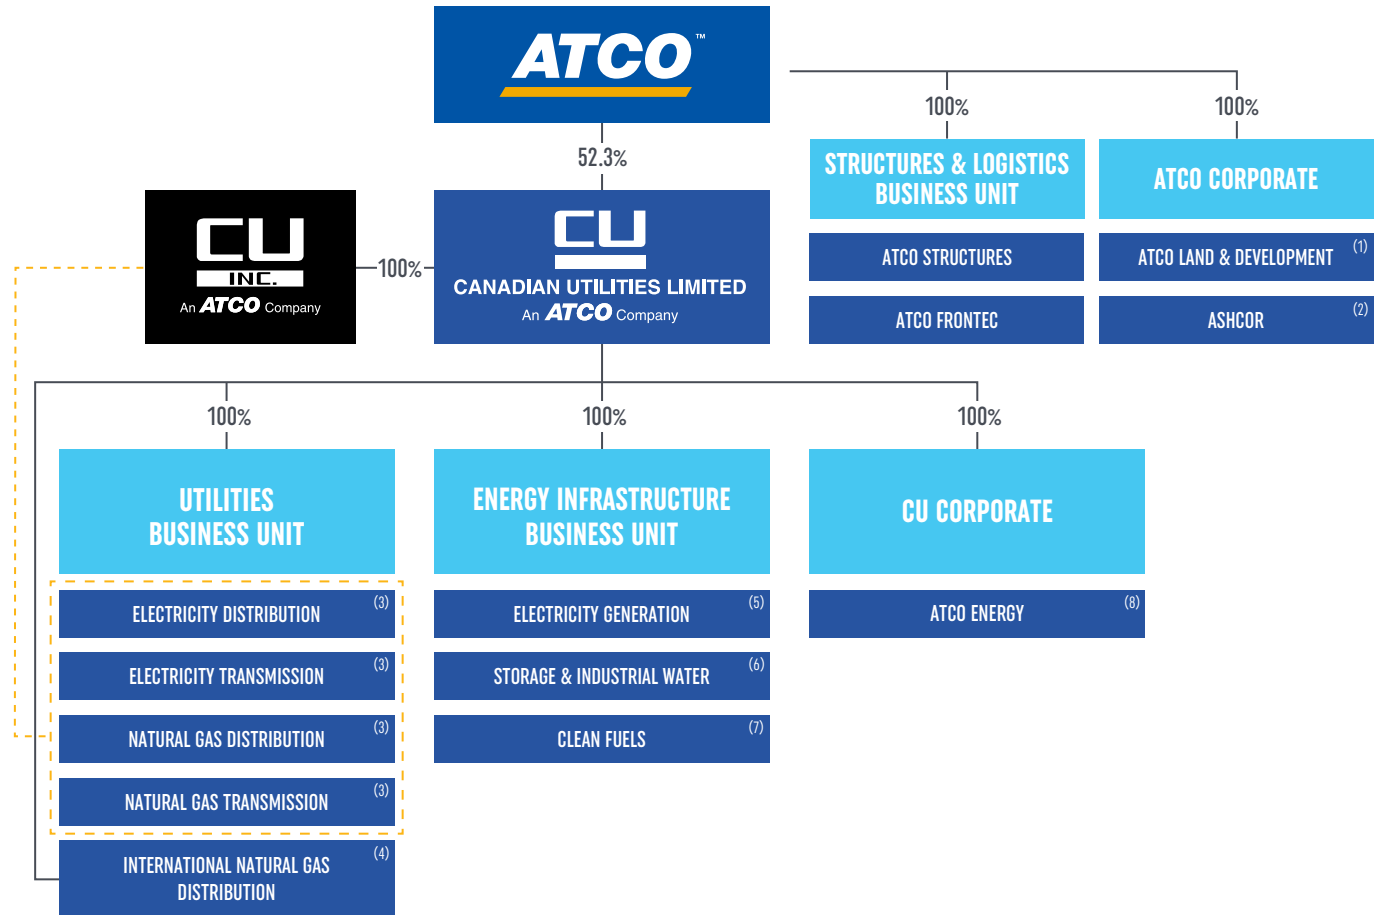 ATCO™
100%
100%
52.3%
STRUCTURES & LOGISTICS
BUSINESS UNIT
ATCO CORPORATE
ATCO STRUCTURES
ATCO LAND & DEVELOPMENT (1)
ATCO FRONTEC
ASHCOR (2)
CU
INC.
An ATCO Company
100%
CU
CANADIAN UTILITIES LIMITED
An ATCO Company
100%
100%
100%
UTILITIES
BUSINESS UNIT
ENERGY INFRASTRUCTURE
BUSINESS UNIT
CU CORPORATE
ELECTRICITY DISTRIBUTION (3)
ELECTRICITY GENERATION (5)
ATCO ENERGY (8)
ELECTRICITY TRANSMISSION (3)
STORAGE & INDUSTRIAL WATER (6)
NATURAL GAS DISTRIBUTION (3)
CLEAN FUELS (7)
NATURAL GAS TRANSMISSION (3)
INTERNATIONAL NATURAL GAS (4)
DISTRIBUTION